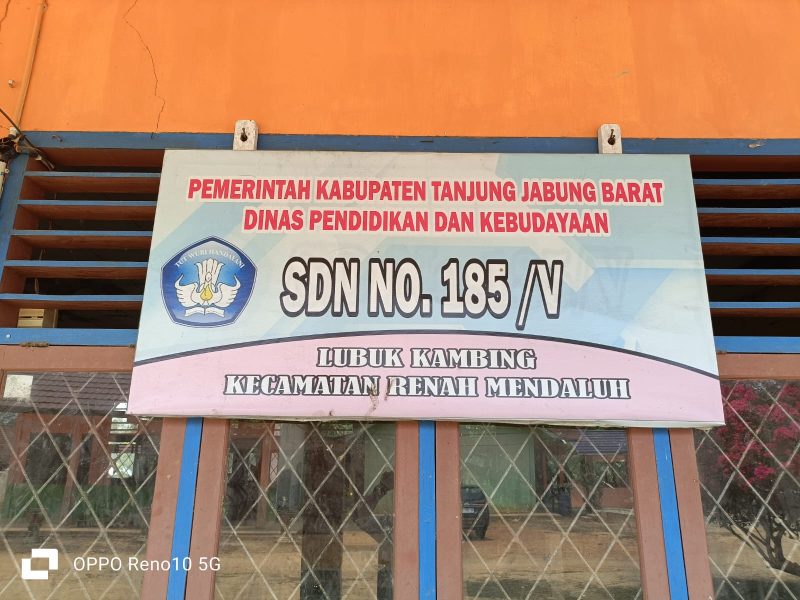 PEMERINTAH KABUPATEN TANJUNG JABUNG BARAT
DINAS PENDIDIKAN DAN KEBUDAYAAN
TUT WURI HANDAYANI
SDN NO. 185 /V
LUBUK KAMBING
KECAMATAN RENAH MENDALUH
OPPO Reno10 5G